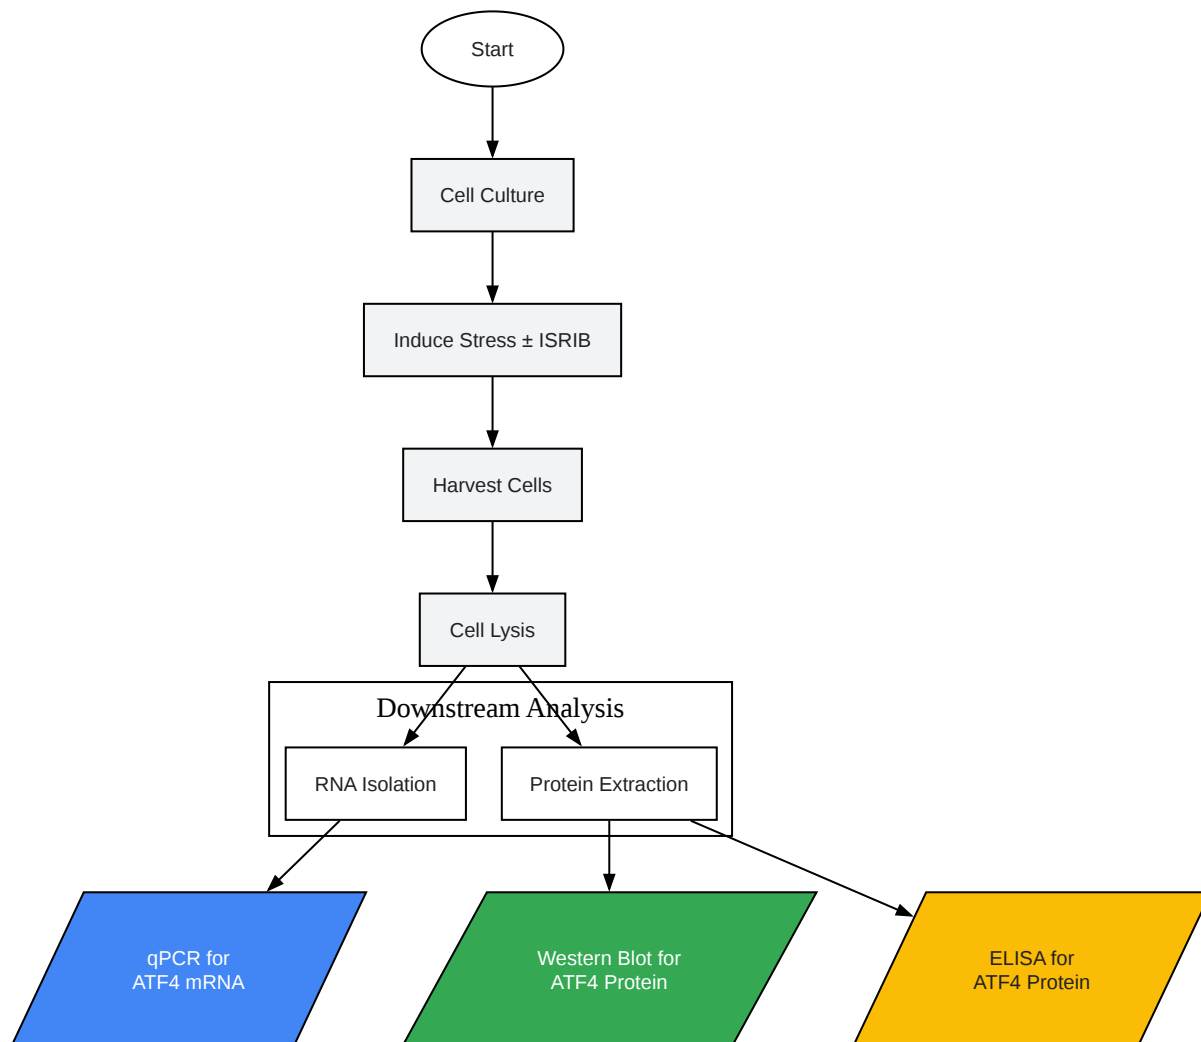 Start
Cell Culture
Induce Stress ± ISRIB
Harvest Cells
Cell Lysis
Downstream Analysis
RNA Isolation
Protein Extraction
qPCR for
ATF4 mRNA
Western Blot for
ATF4 Protein
ELISA for
ATF4 Protein